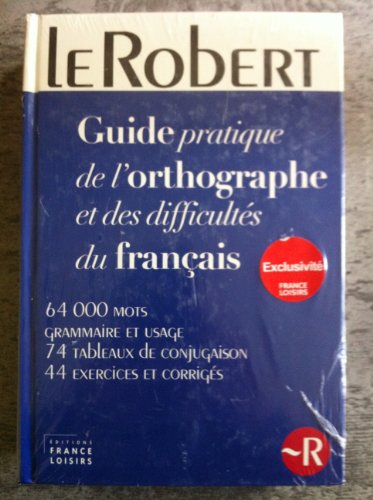 LE ROBERT
Guide pratique
de l'orthographe
et des difficultés
du français
Exclusivité
FRANCE
LOISIRS
64 000 MOTS
GRAMMAIRE ET USAGE
74 TABLEAUX DE CONJUGAISON
44 EXERCICES ET CORRIGÉS
ÉDITIONS
FRANCE
LOISIRS
~R